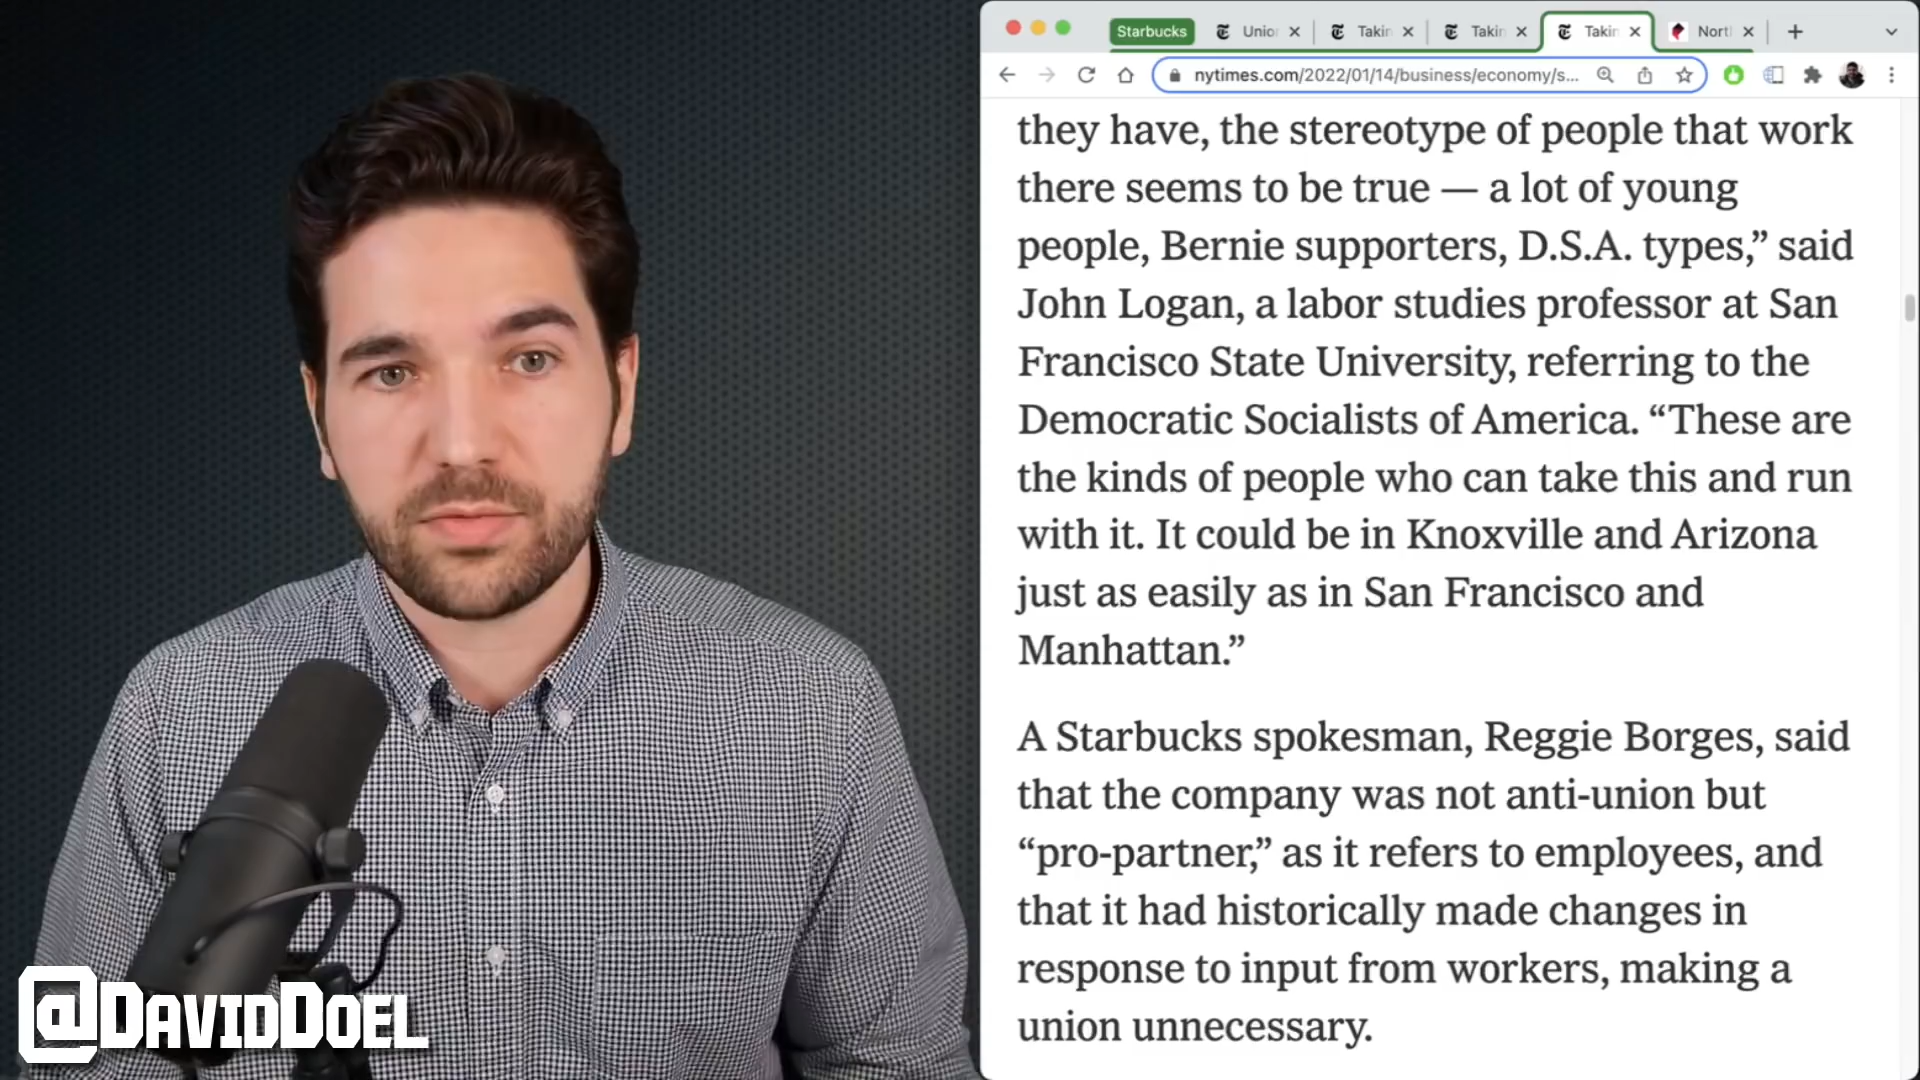 Starbucks
Unio
Takin
Takin
Takin
Nort
nytimes.com/2022/01/14/business/economy/s...
they have, the stereotype of people that work
there seems to be true — a lot of young
people, Bernie supporters, D.S.A. types,” said
John Logan, a labor studies professor at San
Francisco State University, referring to the
Democratic Socialists of America. “These are
the kinds of people who can take this and run
with it. It could be in Knoxville and Arizona
just as easily as in San Francisco and
Manhattan.”
A Starbucks spokesman, Reggie Borges, said
that the company was not anti-union but
“pro-partner,” as it refers to employees, and
that it had historically made changes in
response to input from workers, making a
union unnecessary.
@DavidDoel